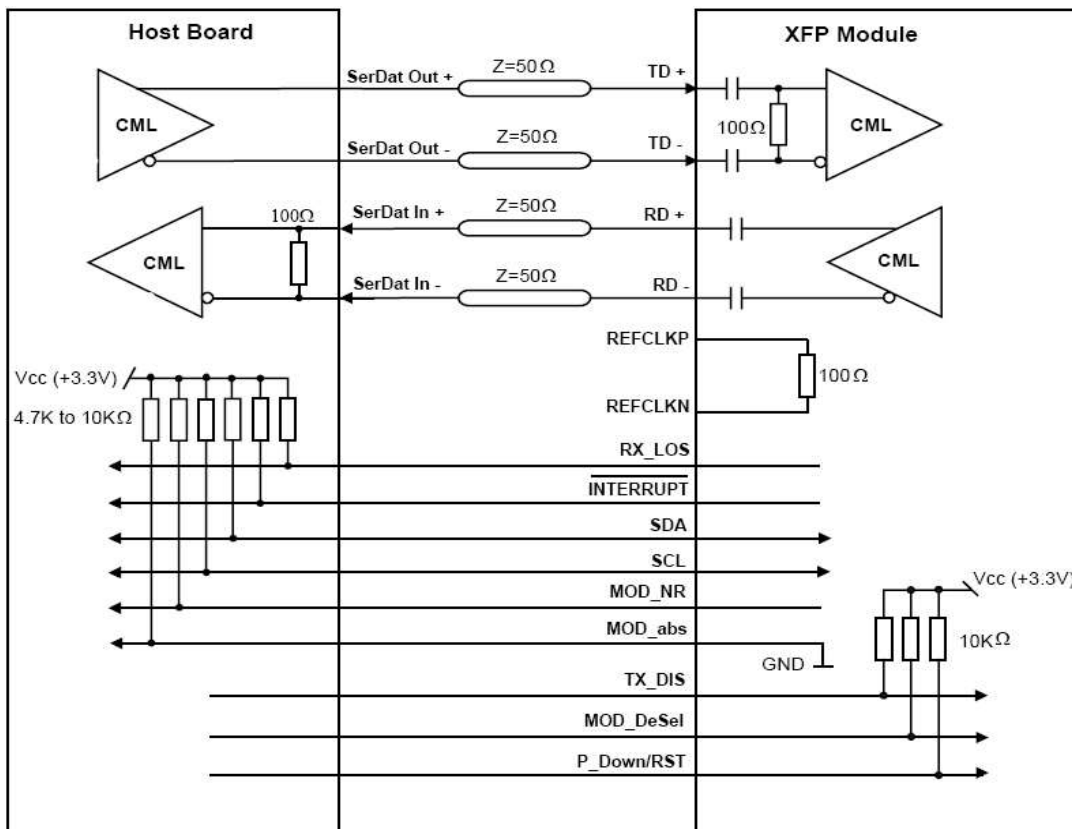 Host Board
XFP Module
SerDat Out +
Z=50Ω
TD +
CML
100Ω
CML
SerDat Out -
Z=50Ω
TD -
100Ω
SerDat In +
Z=50Ω
RD +
CML
CML
SerDat In -
Z=50Ω
RD -
REFCLKP
100Ω
REFCLKN
Vcc (+3.3V)
4.7K to 10KΩ
RX_LOS
INTERRUPT
SDA
SCL
Vcc (+3.3V)
MOD_NR
MOD_abs
10KΩ
GND
TX_DIS
MOD_DeSel
P_Down/RST